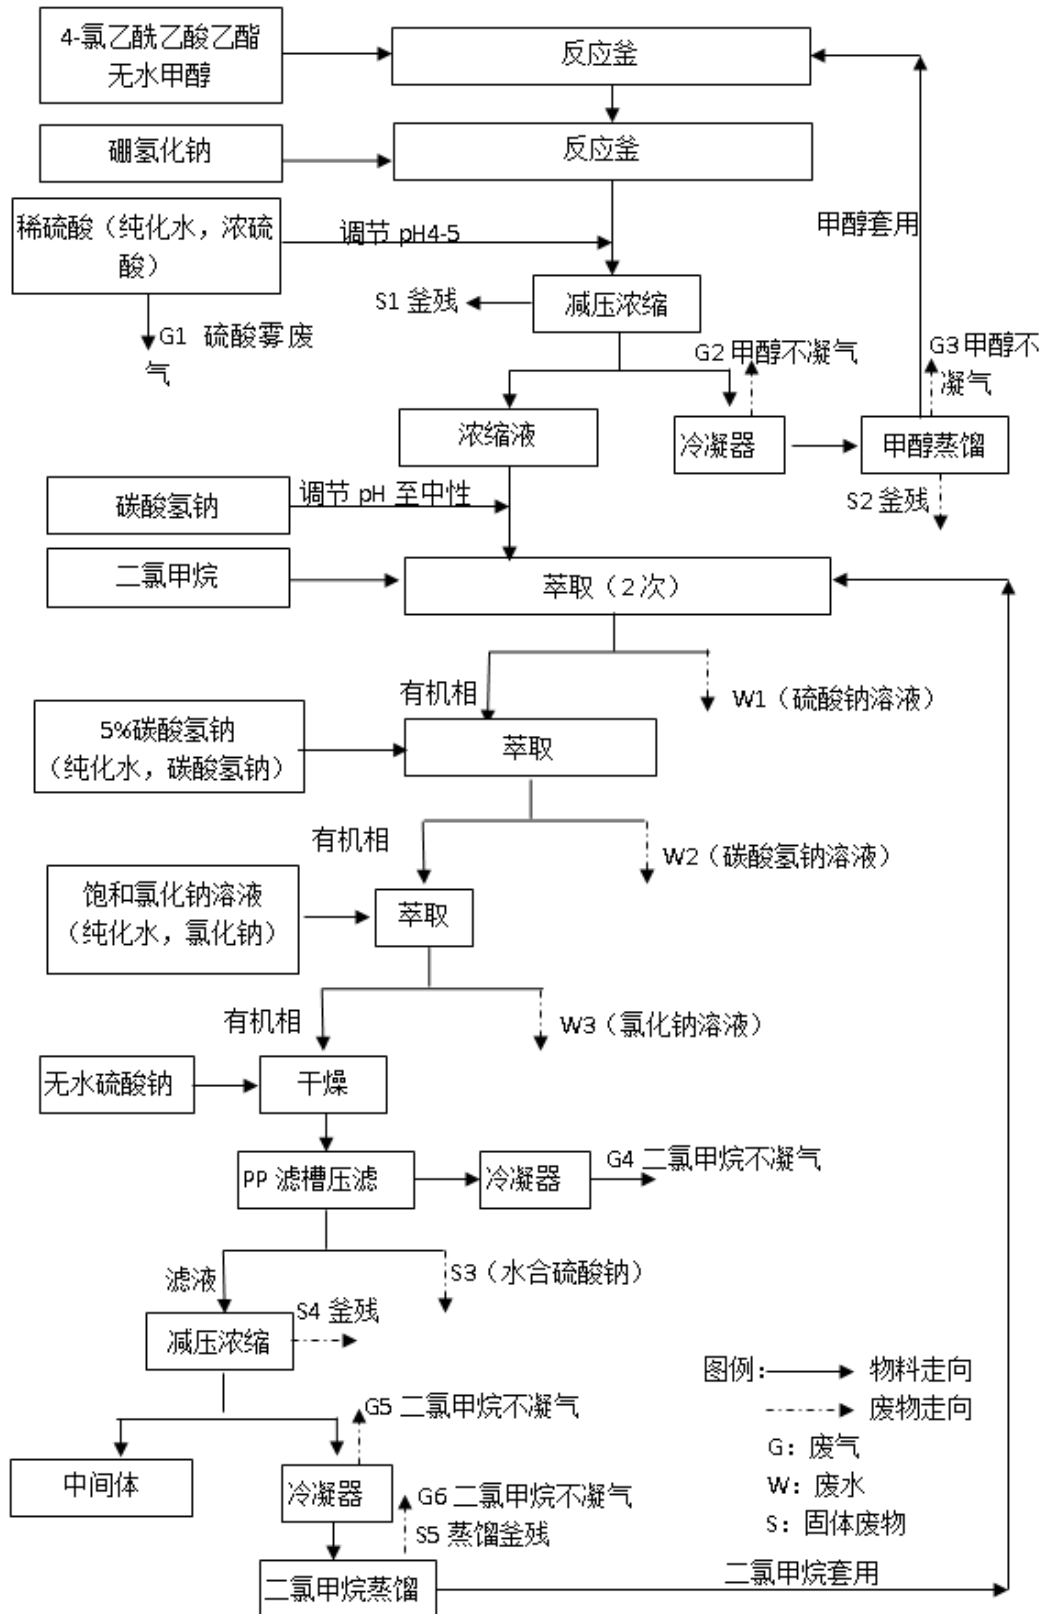 4-氯乙酰乙酸乙酯
无水甲醇
反应釜
硼氢化钠
反应釜
稀硫酸（纯化水，浓硫
酸）
调节 pH4-5
甲醇套用
S1 釜残
减压浓缩
G1 硫酸雾废
气
G2 甲醇不凝气
G3 甲醇不
凝气
浓缩液
冷凝器
甲醇蒸馏
碳酸氢钠
调节 pH 至中性
S2 釜残
二氯甲烷
萃取（2 次）
有机相
W1（硫酸钠溶液）
5%碳酸氢钠
（纯化水，碳酸氢钠）
萃取
有机相
W2（碳酸氢钠溶液）
饱和氯化钠溶液
（纯化水，氯化钠）
萃取
有机相
W3（氯化钠溶液）
无水硫酸钠
干燥
PP 滤槽压滤
冷凝器
G4 二氯甲烷不凝气
滤液
S3（水合硫酸钠）
减压浓缩
S4 釜残
图例：
物料走向
废物走向
G：废气
W：废水
S：固体废物
G5 二氯甲烷不凝气
中间体
冷凝器
G6 二氯甲烷不凝气
S5 蒸馏釜残
二氯甲烷蒸馏
二氯甲烷套用